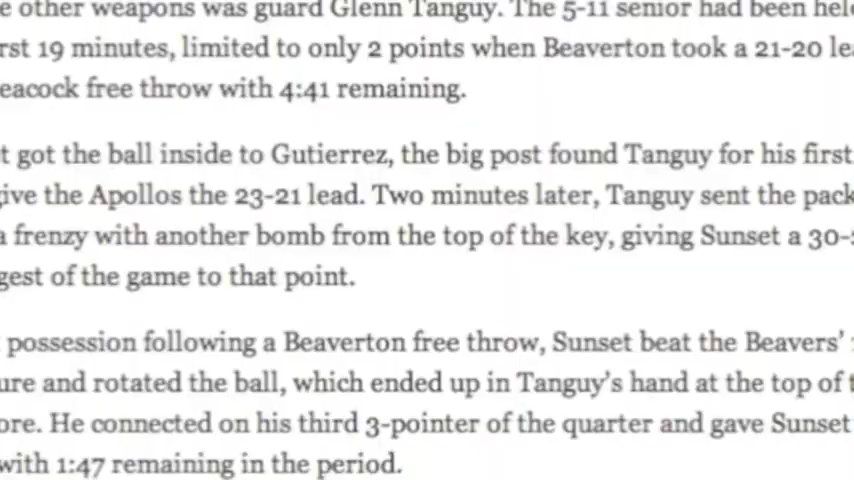 e other weapons was guard Glenn Tanguy. The 5-11 senior had been hel
rst 19 minutes, limited to only 2 points when Beaverton took a 21-20 le
eacock free throw with 4:41 remaining.
t got the ball inside to Gutierrez, the big post found Tanguy for his first
give the Apollos the 23-21 lead. Two minutes later, Tanguy sent the pack
a frenzy with another bomb from the top of the key, giving Sunset a 30-
gest of the game to that point.
possession following a Beaverton free throw, Sunset beat the Beavers’
ure and rotated the ball, which ended up in Tanguy’s hand at the top of t
ore. He connected on his third 3-pointer of the quarter and gave Sunset
with 1:47 remaining in the period.